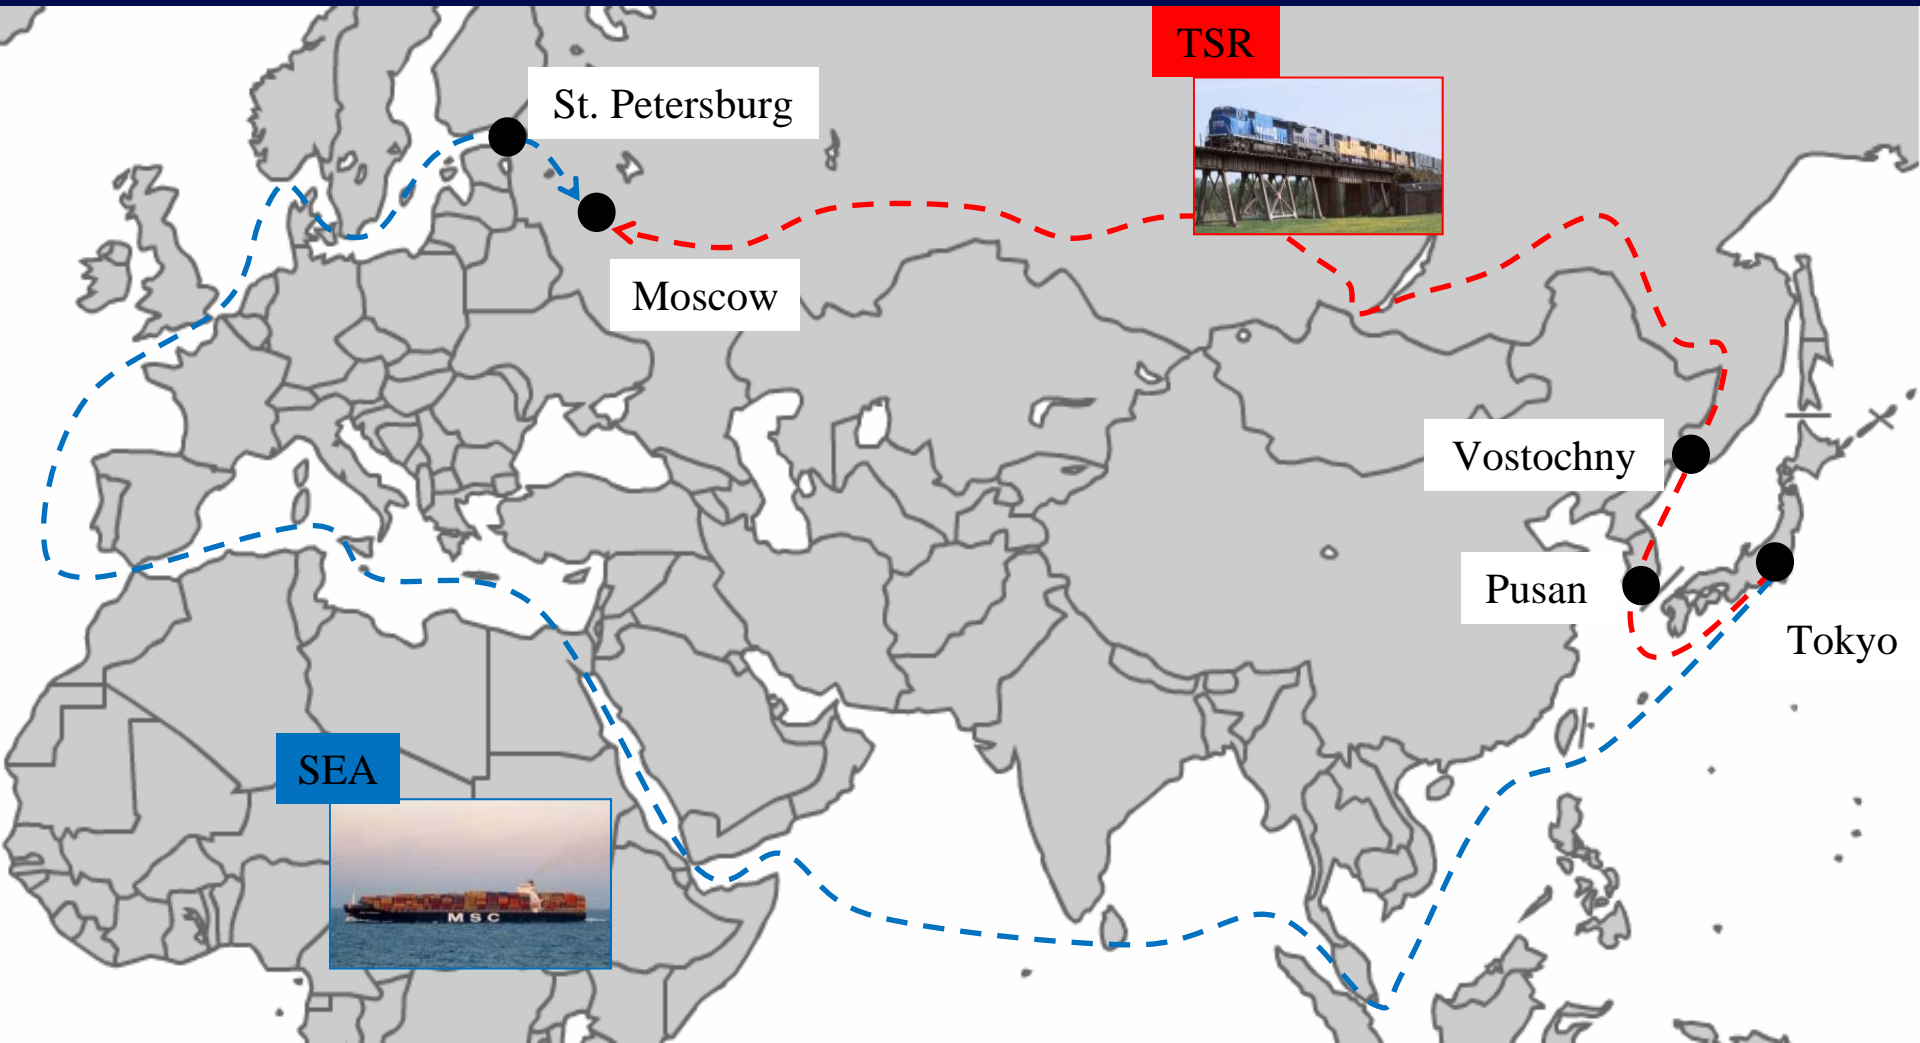 TSR
St. Petersburg
Moscow
Vostochny
Pusan
Tokyo
SEA
MSC